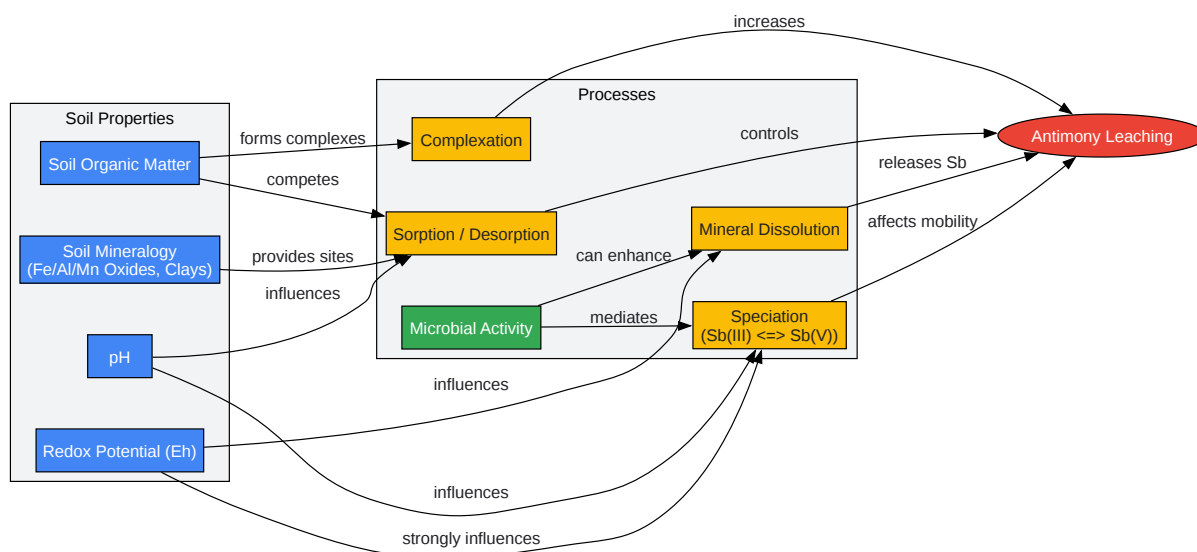 increases
Processes
Soil Properties
Complexation
forms complexes
controls
Antimony Leaching
Soil Organic Matter
releases Sb
competes
Sorption / Desorption
Mineral Dissolution
affects mobility
Soil Mineralogy
(Fe/Al/Mn Oxides, Clays)
provides sites
can enhance
influences
Microbial Activity
mediates
Speciation
(Sb(III) <=> Sb(V))
pH
influences
Redox Potential (Eh)
influences
strongly influences